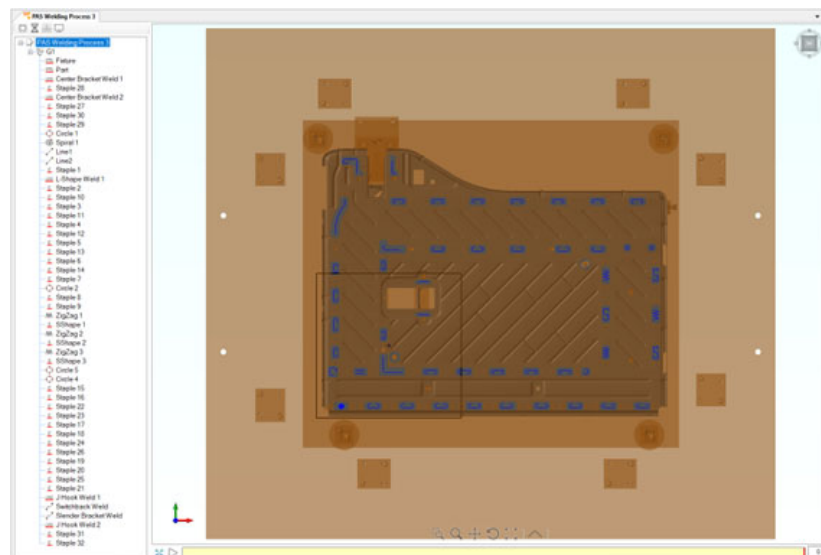 PAS Welding Process 3
PAS Welding Process 3
G1
Fixture
Part
Center Bracket Weld 1
Staple 28
Center Bracket Weld 2
Staple 27
Staple 30
Staple 29
Circle 1
Spiral 1
Line1
Line2
Staple 1
L-Shape Weld 1
Staple 2
Staple 10
Staple 3
Staple 11
Staple 4
Staple 12
Staple 5
Staple 13
Staple 6
Staple 14
Staple 7
Circle 2
Staple 8
Staple 9
ZigZag 1
SShape 1
ZigZag 2
SShape 2
ZigZag 3
SShape 3
Circle 5
Circle 4
Staple 15
Staple 16
Staple 22
Staple 23
Staple 17
Staple 18
Staple 24
Staple 26
Staple 19
Staple 20
Staple 25
Staple 21
J-Hook Weld 1
Switchback Weld
Slender Bracket Weld
J-Hook Weld 2
Staple 31
Staple 32